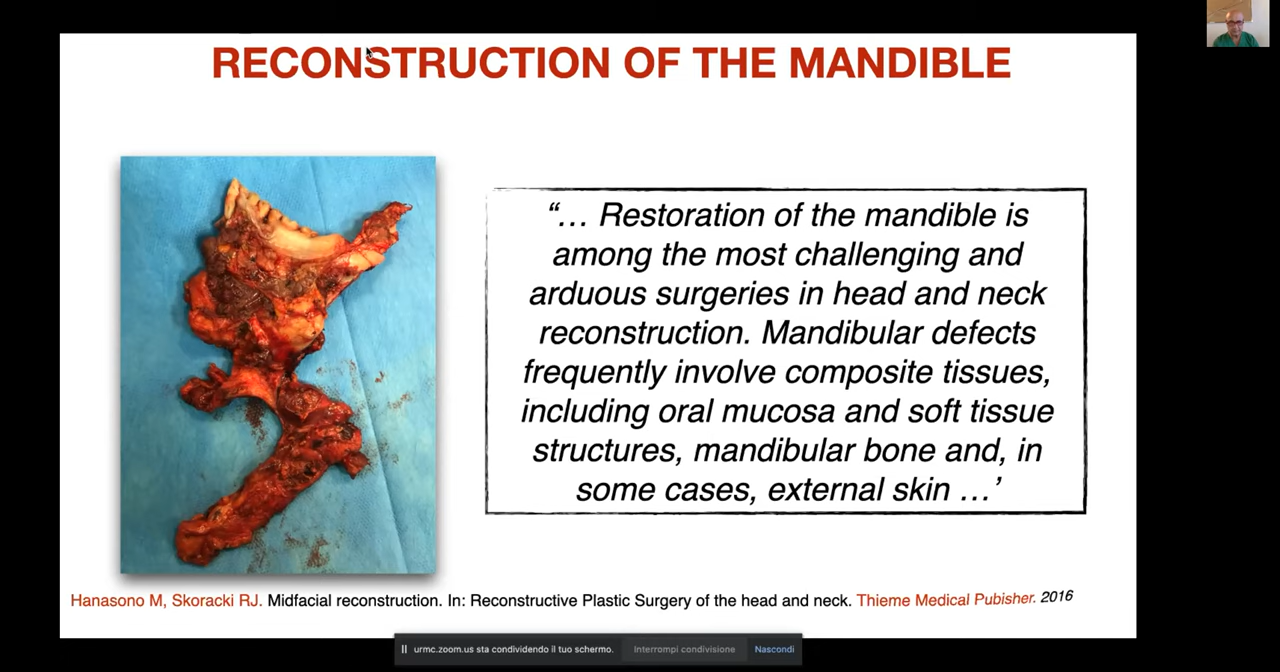 RECONSTRUCTION OF THE MANDIBLE
“… Restoration of the mandible is
among the most challenging and
arduous surgeries in head and neck
reconstruction. Mandibular defects
frequently involve composite tissues,
including oral mucosa and soft tissue
structures, mandibular bone and, in
some cases, external skin …’
Hanasono M, Skoracki RJ. Midfacial reconstruction. In: Reconstructive Plastic Surgery of the head and neck. Thieme Medical Pubisher. 2016
urmc.zoom.us sta condividendo il tuo schermo. Interrompi condivisione Nascondi